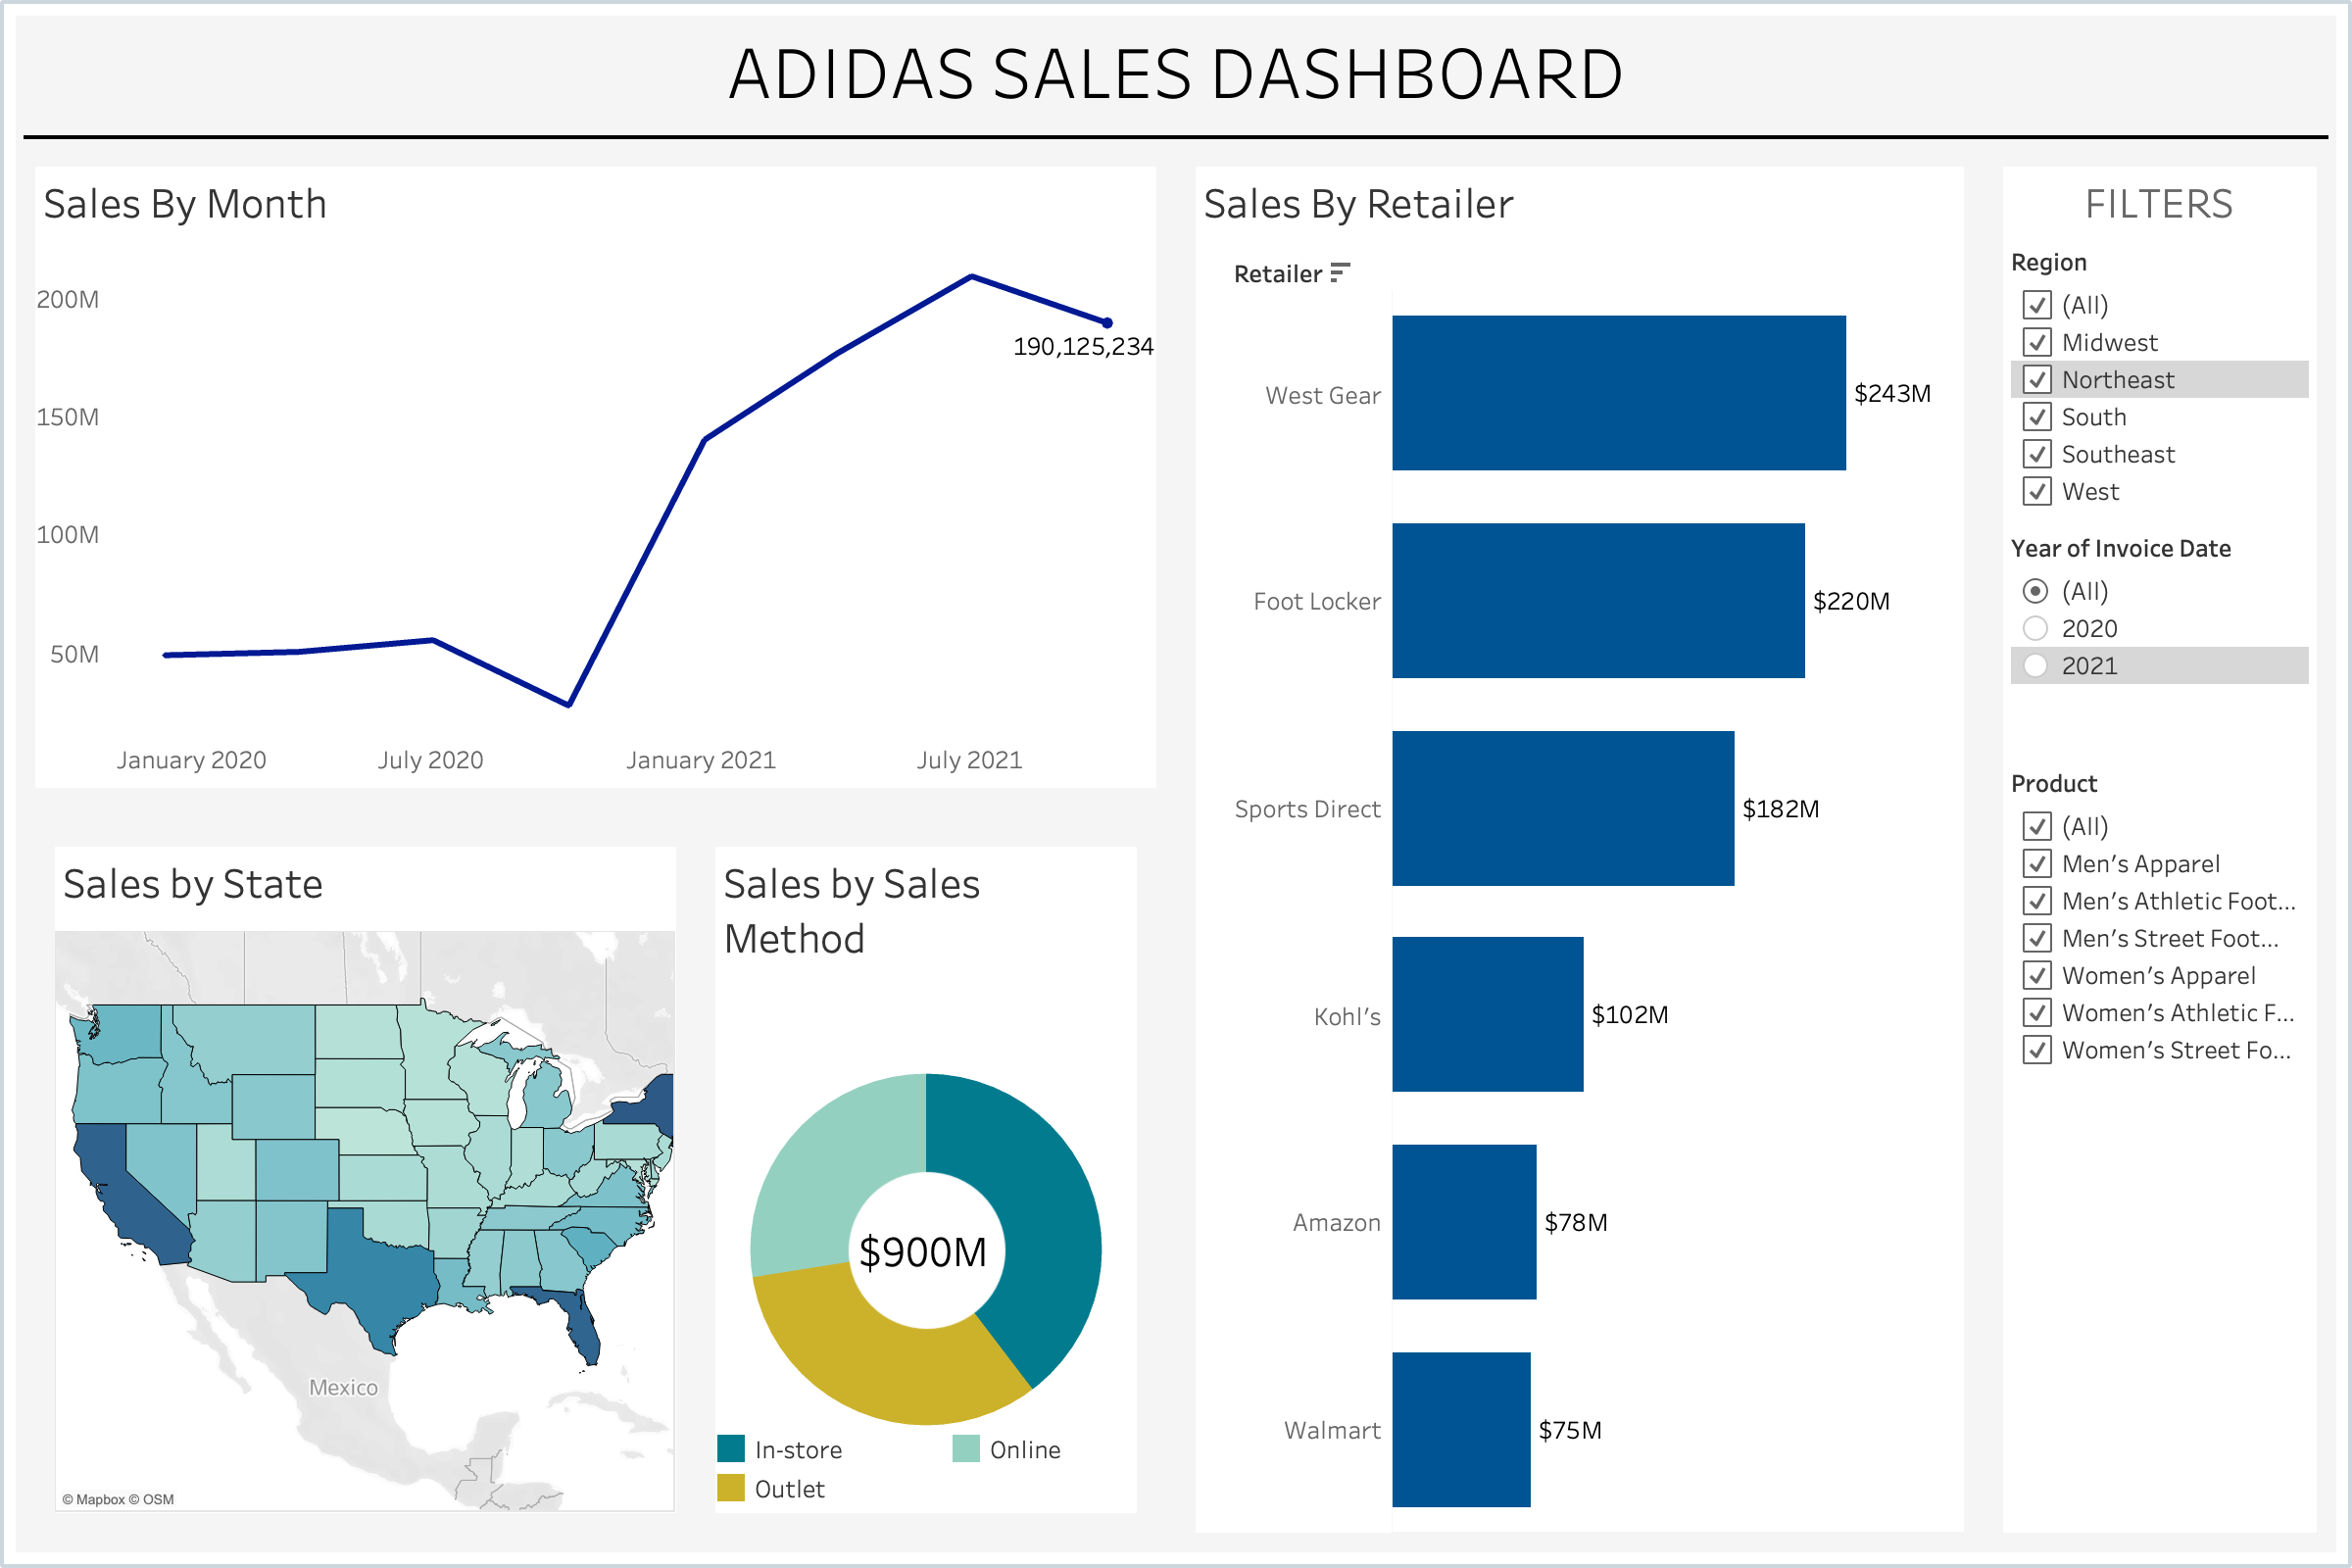 ADIDAS SALES DASHBOARD
Sales By Month
200M
150M
100M
50M
190,125,234
January 2020
July 2020
January 2021
July 2021
Sales by State
Mexico
© Mapbox © OSM
Sales by Sales
Method
$900M
In-store
Online
Outlet
Sales By Retailer
Retailer
West Gear
$243M
Foot Locker
$220M
Sports Direct
$182M
Kohl's
$102M
Amazon
$78M
Walmart
$75M
FILTERS
Region
(All)
Midwest
Northeast
South
Southeast
West
Year of Invoice Date
(All)
2020
2021
Product
(All)
Men's Apparel
Men's Athletic Foot...
Men's Street Foot...
Women's Apparel
Women's Athletic F...
Women's Street Fo...